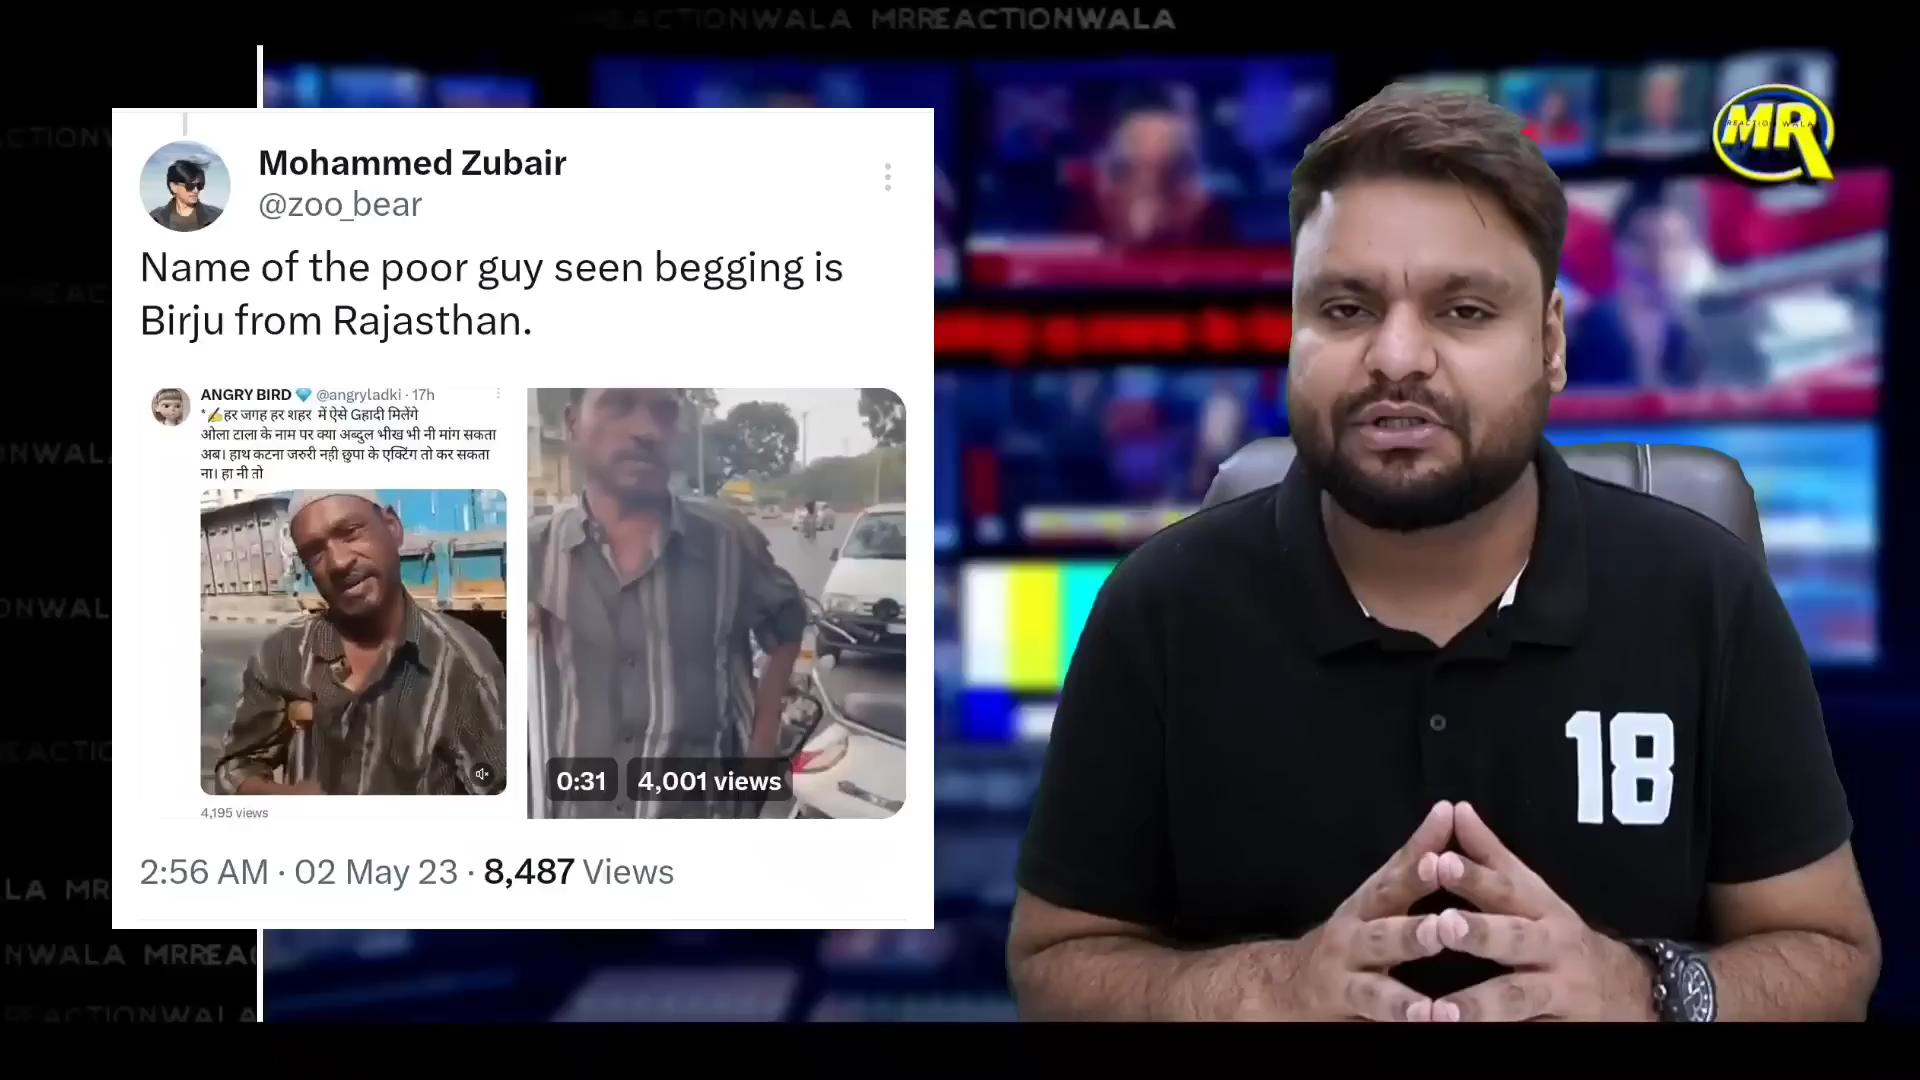 MRREACTIONWALA
Mohammed Zubair
@zoo_bear
Name of the poor guy seen begging is
Birju from Rajasthan.
ANGRY BIRD 💎 @angryladki · 17h
*✍️हर जगह हर शहर में ऐसे Gहादी मिलेंगे
ओला टाला के नाम पर क्या अब्दुल भीख भी नी मांग सकता
अब। हाथ कटना जरुरी नही छुपा के एक्टिंग तो कर सकता
ना। हा नी तो
4,195 views
0:31
4,001 views
2:56 AM · 02 May 23 · 8,487 Views
MR
REACTION WALA
18